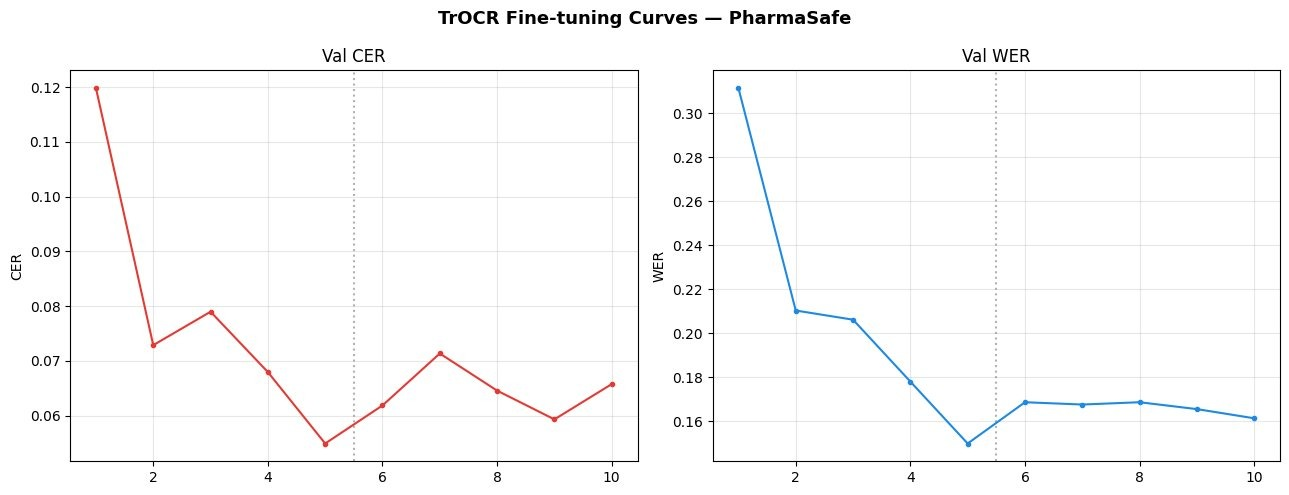 TrOCR Fine-tuning Curves — PharmaSafe
Val CER
0.12
0.11
0.10
0.09
0.08
0.07
0.06
CER
2 4 6 8 10
Val WER
0.30
0.28
0.26
0.24
0.22
0.20
0.18
0.16
WER
2 4 6 8 10